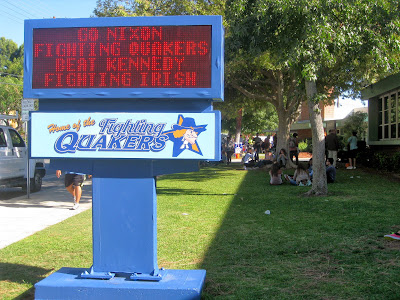 GO NIXON
FIGHTING QUAKERS
BEAT KENNEDY
FIGHTING IRISH
Home of the Fighting
QUAKERS